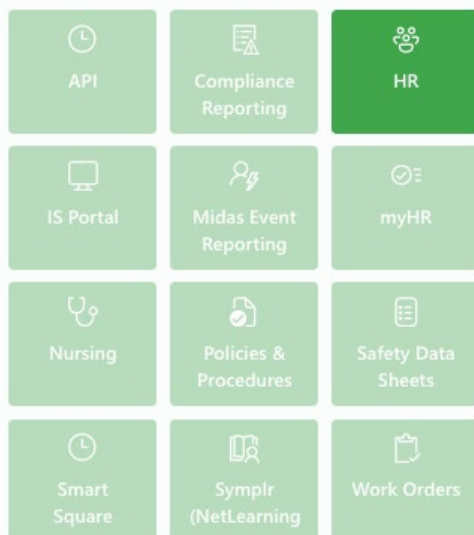 API
Compliance
Reporting
HR
IS Portal
Midas Event
Reporting
myHR
Nursing
Policies &
Procedures
Safety Data
Sheets
Smart
Square
Symplr
(NetLearning
Work Orders